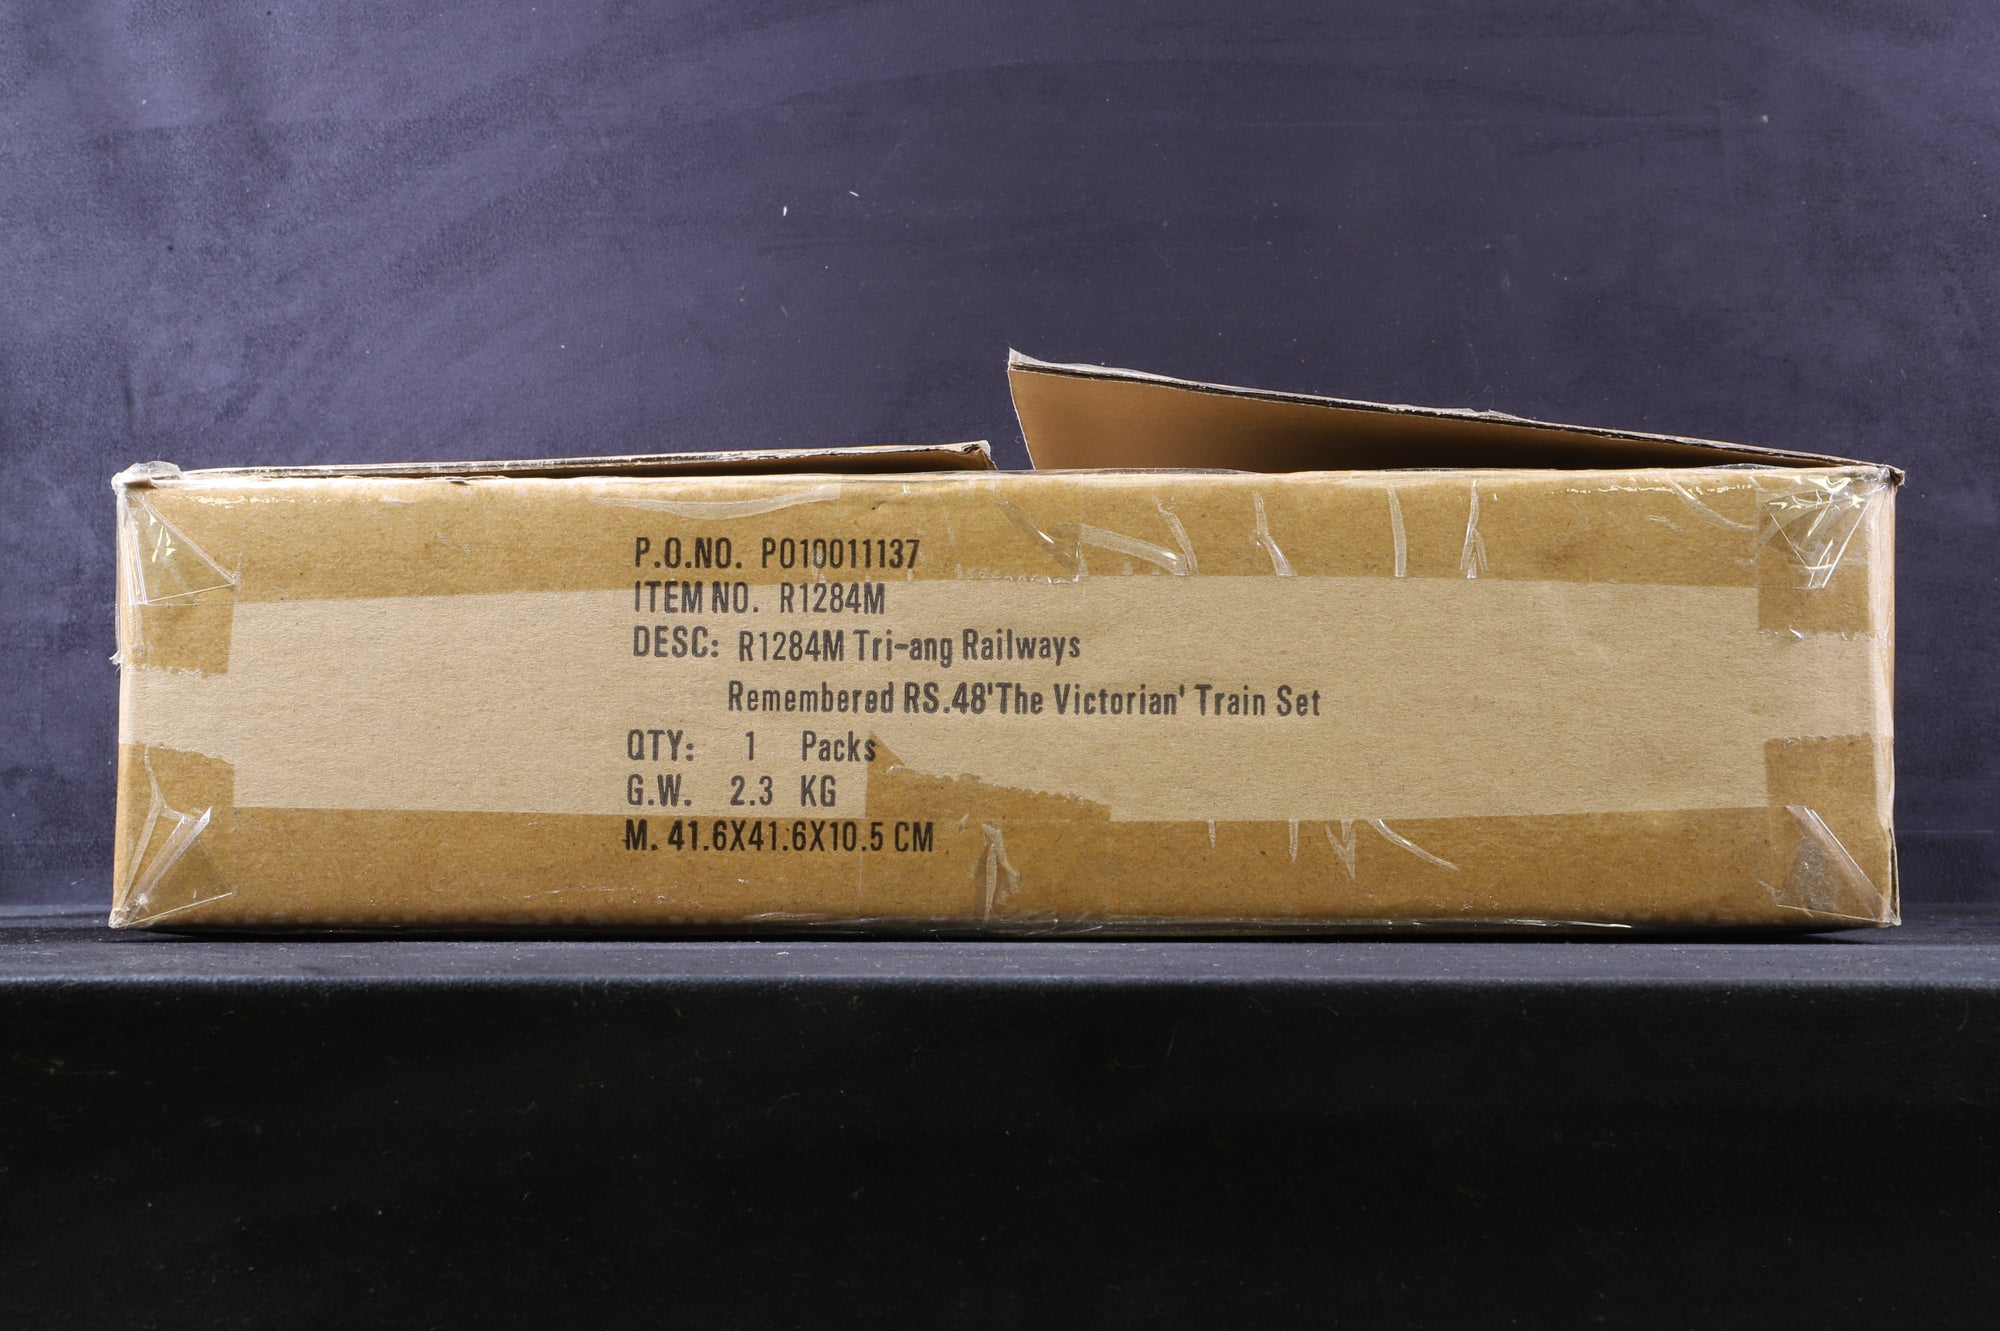 P.O.NO. PO10011137
ITEM NO. R1284M
DESC: R1284M Tri-ang Railways
Remembered RS.48'The Victorian' Train Set
QTY: 1 Packs
G.W. 2.3 KG
M. 41.6X41.6X10.5 CM